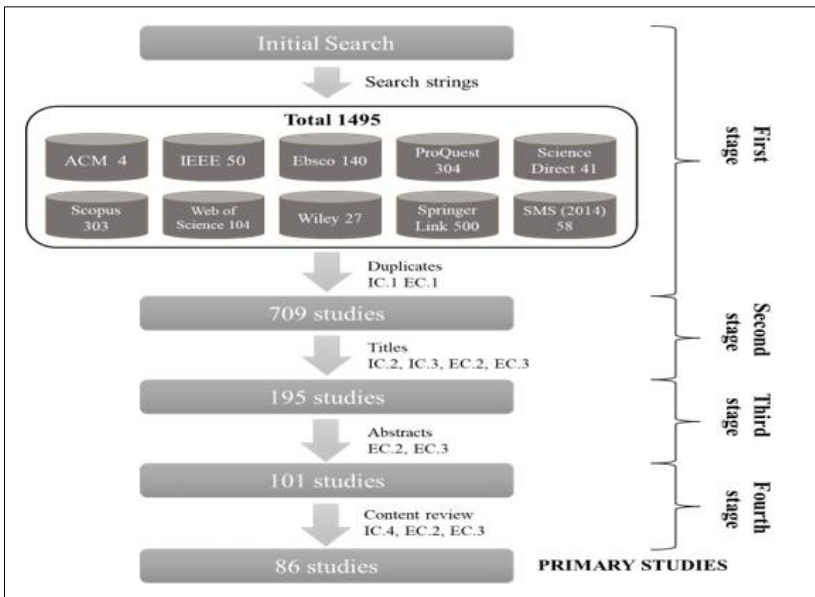 Initial Search
Search strings
Total 1495
ACM 4
IEEE 50
Ebsco 140
ProQuest
304
Science
Direct 41
Scopus
303
Web of
Science 104
Wiley 27
Springer
Link 500
SMS (2014)
58
First
stage
Duplicates
IC.1 EC.1
709 studies
Second
stage
Titles
IC.2, IC.3, EC.2, EC.3
195 studies
Third
stage
Abstracts
EC.2, EC.3
101 studies
Fourth
stage
Content review
IC.4, EC.2, EC.3
86 studies
PRIMARY STUDIES